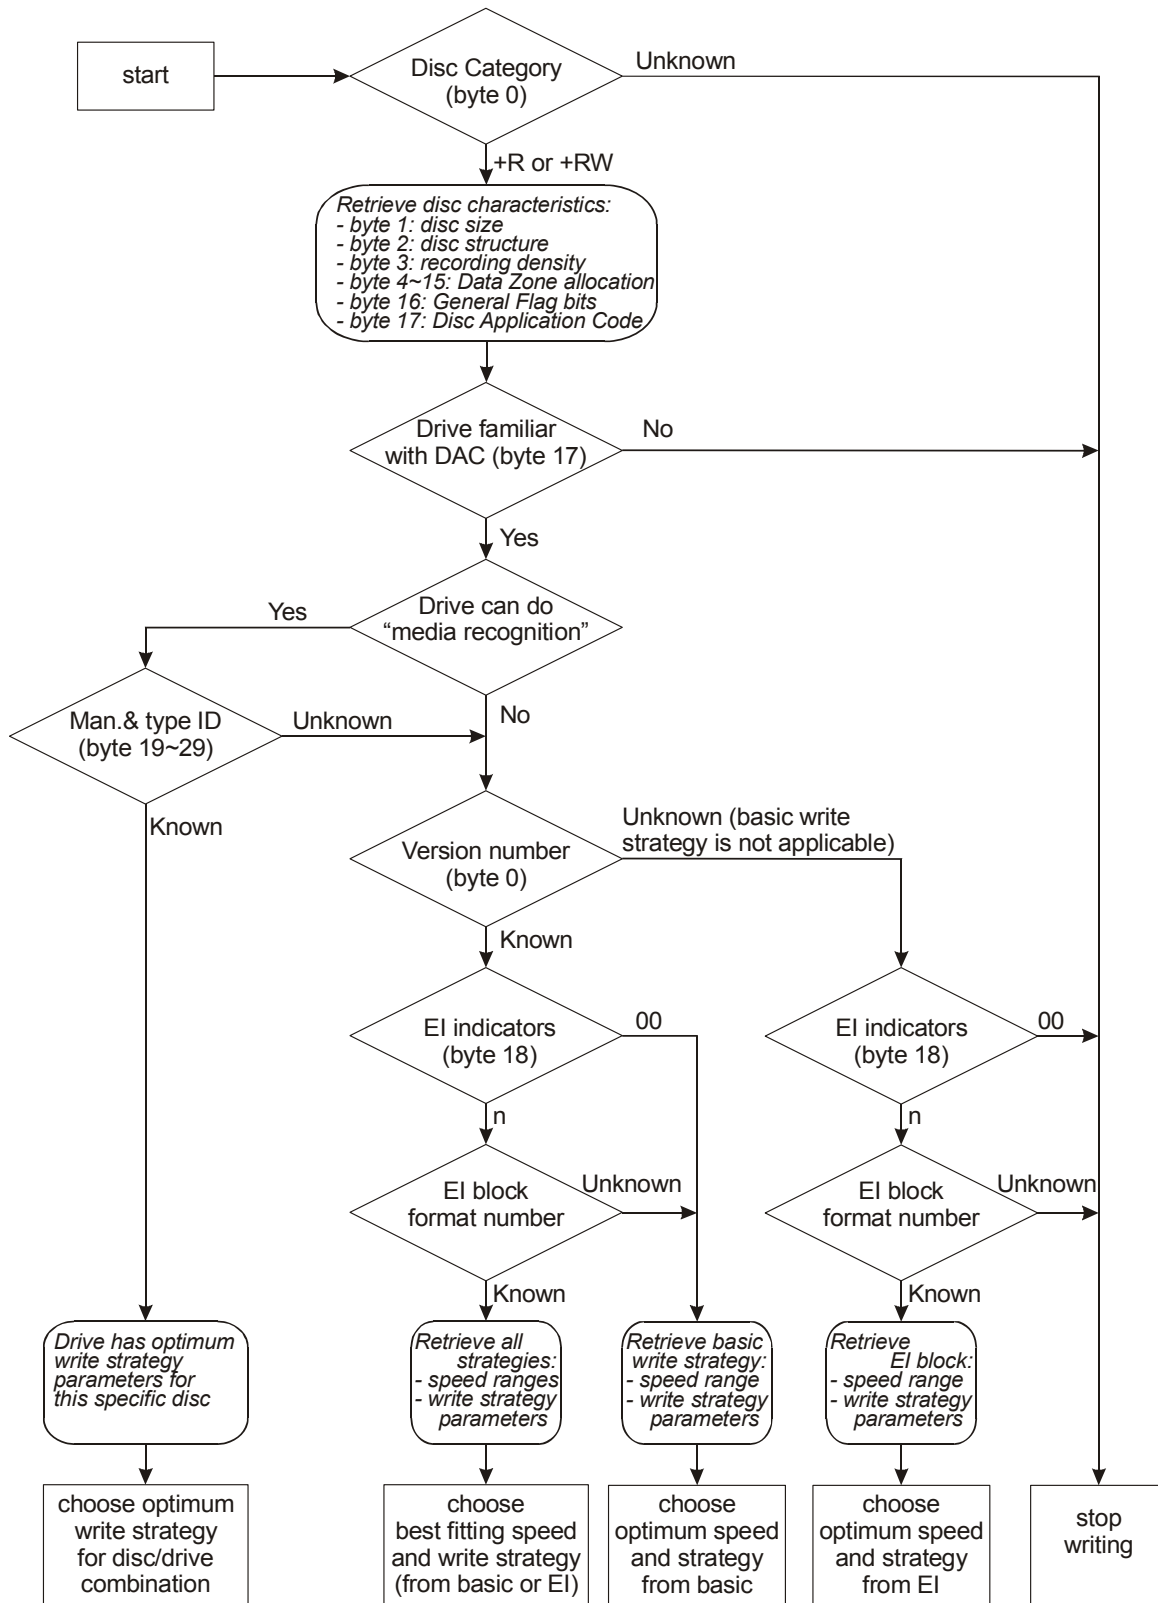 start
Disc Category
(byte 0)
Unknown
+R or +RW
Retrieve disc characteristics:
- byte 1: disc size
- byte 2: disc structure
- byte 3: recording density
- byte 4~15: Data Zone allocation
- byte 16: General Flag bits
- byte 17: Disc Application Code
Drive familiar
with DAC (byte 17)
No
Yes
Drive can do
“media recognition”
Yes
No
Man.& type ID
(byte 19~29)
Unknown
Known
Version number
(byte 0)
Unknown (basic write
strategy is not applicable)
Known
EI indicators
(byte 18)
00
n
EI indicators
(byte 18)
00
n
EI block
format number
Unknown
Known
EI block
format number
Unknown
Known
Drive has optimum
write strategy
parameters for
this specific disc
Retrieve all
strategies:
- speed ranges
- write strategy
parameters
Retrieve basic
write strategy:
- speed range
- write strategy
parameters
Retrieve
EI block:
- speed range
- write strategy
parameters
choose optimum
write strategy
for disc/drive
combination
choose
best fitting speed
and write strategy
(from basic or EI)
choose
optimum speed
and strategy
from basic
choose
optimum speed
and strategy
from EI
stop
writing